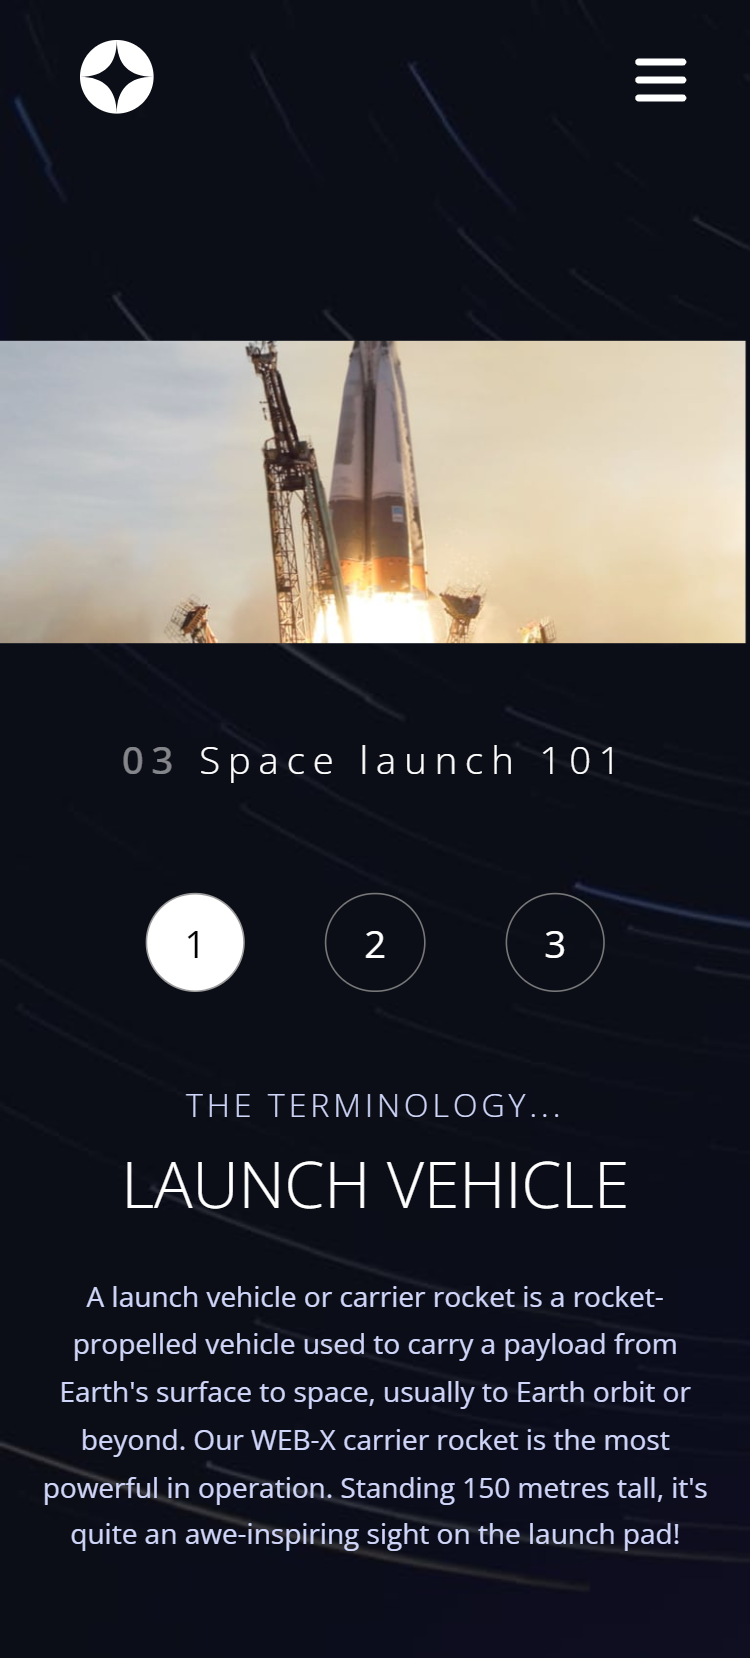 03 Space launch 101
1 2 3
THE TERMINOLOGY...
LAUNCH VEHICLE
A launch vehicle or carrier rocket is a rocket-
propelled vehicle used to carry a payload from
Earth's surface to space, usually to Earth orbit or
beyond. Our WEB-X carrier rocket is the most
powerful in operation. Standing 150 metres tall, it's
quite an awe-inspiring sight on the launch pad!